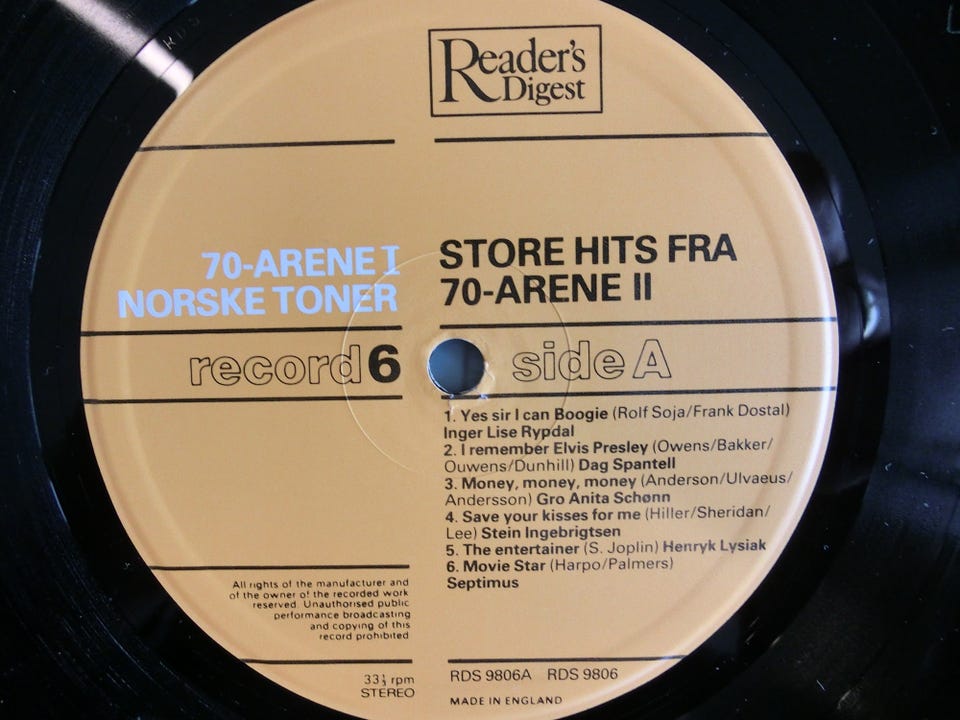 Reader's
Digest
70-ARENE I
NORSKE TONER
STORE HITS FRA
70-ARENE II
record 6
side A
1. Yes sir I can Boogie (Rolf Soja/Frank Dostal)
Inger Lise Rypdal
2. I remember Elvis Presley (Owens/Bakker/
Ouwens/Dunhill) Dag Spantell
3. Money, money, money (Anderson/Ulvaeus/
Andersson) Gro Anita Schønn
4. Save your kisses for me (Hiller/Sheridan/
Lee) Stein Ingebrigtsen
5. The entertainer (S. Joplin) Henryk Lysiak
6. Movie Star (Harpo/Palmers)
Septimus
All rights of the manufacturer and
of the owner of the recorded work
reserved. Unauthorised public
performance broadcasting
and copying of this
record prohibited
33⅓ rpm
STEREO
RDS 9806A RDS 9806
MADE IN ENGLAND